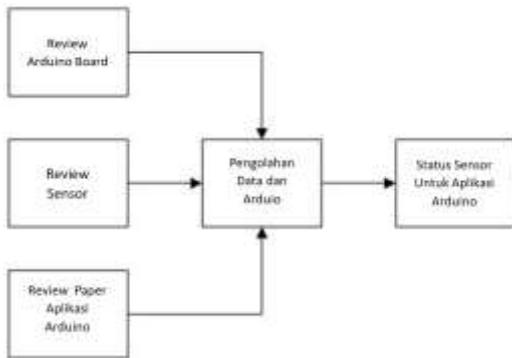 Review
Arduino Board
Review
Sensor
Review Paper
Aplikasi
Arduino
Pengolahan
Data dan
Arduio
Status Sensor
Untuk Aplikasi
Arduino